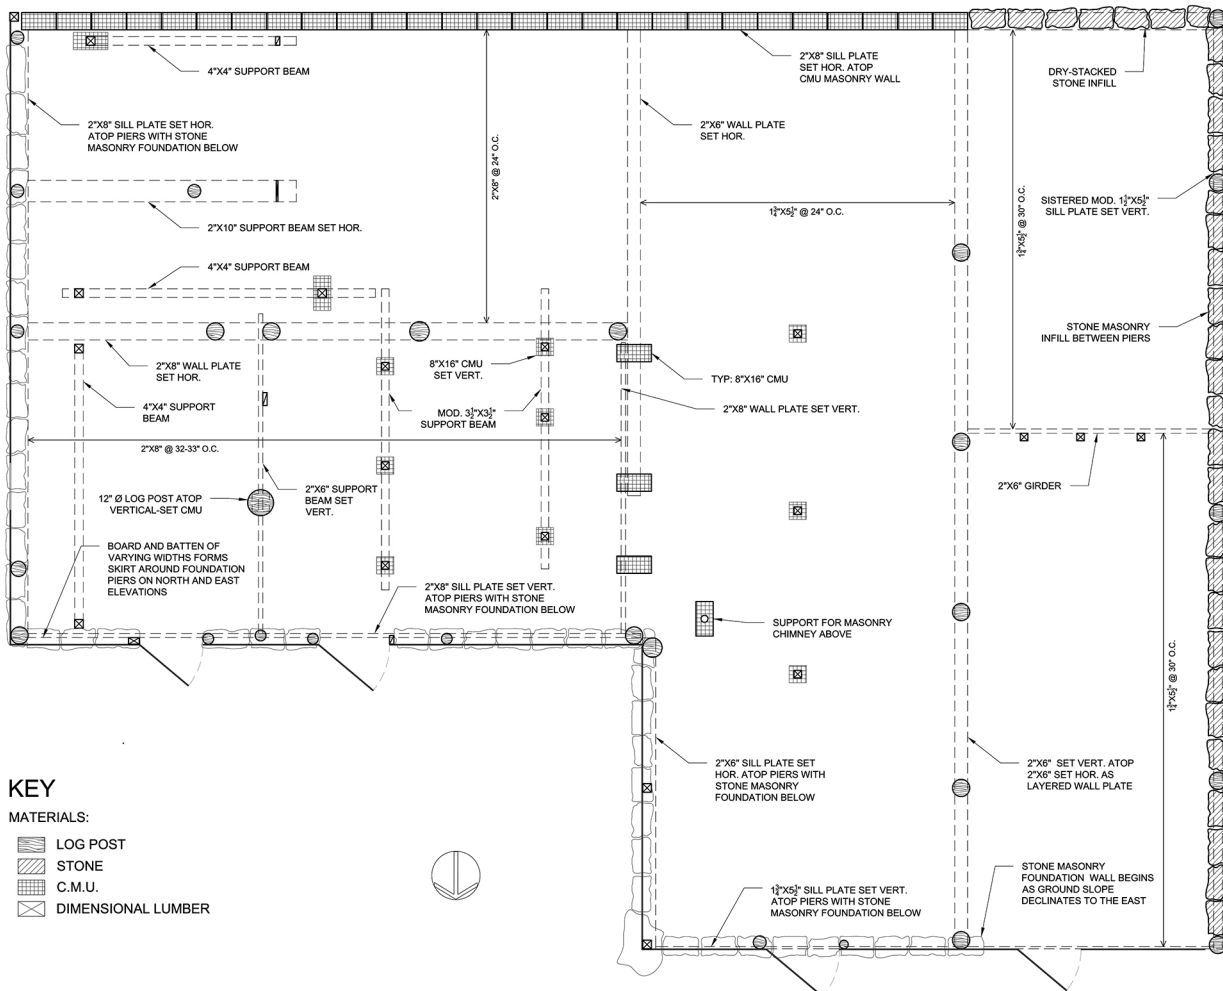 4"X4" SUPPORT BEAM
2"X8" SILL PLATE SET HOR.
ATOP PIERS WITH STONE
MASONRY FOUNDATION BELOW
2"X8" @ 24" O.C.
2"X8" SILL PLATE
SET HOR. ATOP
CMU MASONRY WALL
2"X6" WALL PLATE
SET HOR.
DRY-STACKED
STONE INFILL
1¾"X5½" @ 24" O.C.
1¾"X5½" @ 30" O.C.
SISTERED MOD. 1½"X5½"
SILL PLATE SET VERT.
2"X10" SUPPORT BEAM SET HOR.
4"X4" SUPPORT BEAM
STONE MASONRY
INFILL BETWEEN PIERS
2"X8" WALL PLATE
SET HOR.
8"X16" CMU
SET VERT.
TYP: 8"X16" CMU
4"X4" SUPPORT
BEAM
MOD. 3½"X3½"
SUPPORT BEAM
2"X8" WALL PLATE SET VERT.
2"X8" @ 32-33" O.C.
12" Ø LOG POST ATOP
VERTICAL-SET CMU
2"X6" SUPPORT
BEAM SET
VERT.
2"X6" GIRDER
BOARD AND BATTEN OF
VARYING WIDTHS FORMS
SKIRT AROUND FOUNDATION
PIERS ON NORTH AND EAST
ELEVATIONS
2"X8" SILL PLATE SET VERT.
ATOP PIERS WITH STONE
MASONRY FOUNDATION BELOW
SUPPORT FOR MASONRY
CHIMNEY ABOVE
1¾"X5½" @ 30" O.C.
2"X6" SILL PLATE SET
HOR. ATOP PIERS WITH
STONE MASONRY
FOUNDATION BELOW
2"X6" SET VERT. ATOP
2"X6" SET HOR. AS
LAYERED WALL PLATE
1¾"X5½" SILL PLATE SET VERT.
ATOP PIERS WITH STONE
MASONRY FOUNDATION BELOW
STONE MASONRY
FOUNDATION WALL BEGINS
AS GROUND SLOPE
DECLINATES TO THE EAST
KEY
MATERIALS:
LOG POST
STONE
C.M.U.
DIMENSIONAL LUMBER